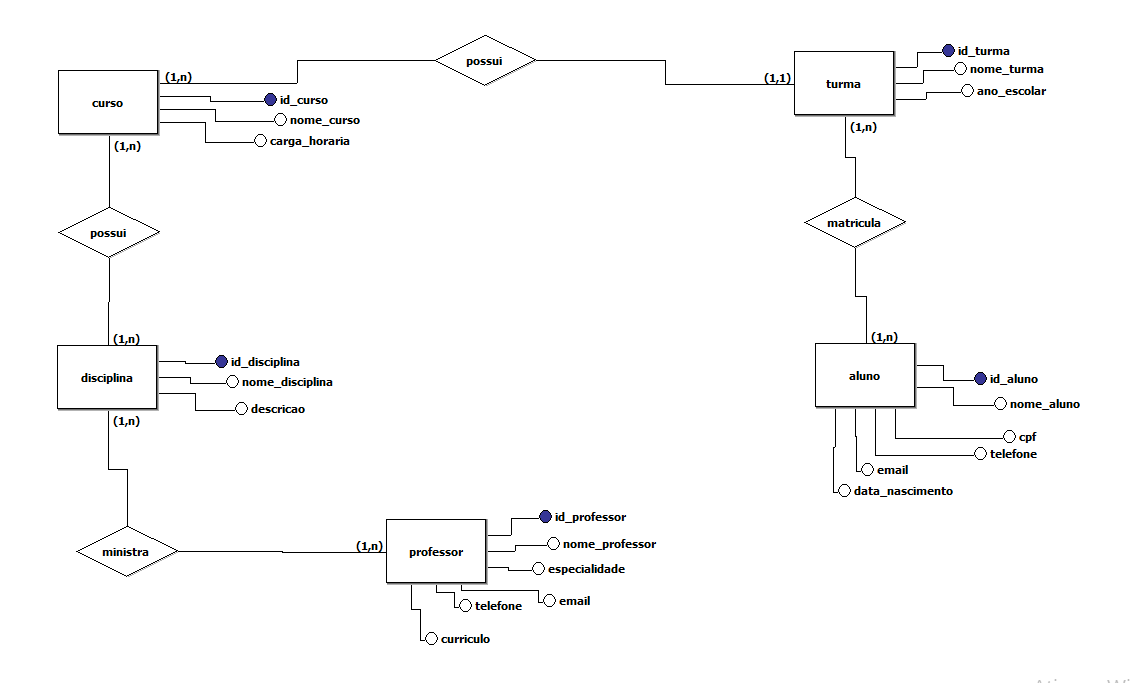 possui
(1,n)
(1,1)
curso
id_curso
nome_curso
carga_horaria
(1,n)
turma
id_turma
nome_turma
ano_escolar
(1,n)
possui
matricula
(1,n)
disciplina
id_disciplina
nome_disciplina
descricao
(1,n)
(1,n)
aluno
id_aluno
nome_aluno
cpf
telefone
email
data_nascimento
ministra
(1,n)
professor
id_professor
nome_professor
especialidade
email
telefone
curriculo